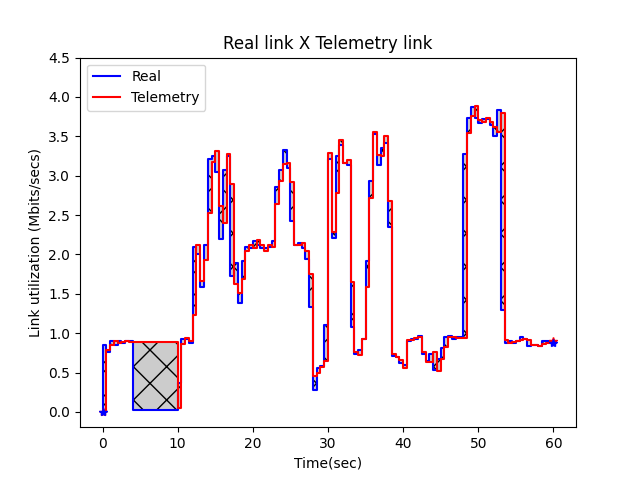 Real link X Telemetry link
Real
Telemetry
Link utilization (Mbits/secs)
4.5
4.0
3.5
3.0
2.5
2.0
1.5
1.0
0.5
0.0
0 10 20 30 40 50 60
Time(sec)